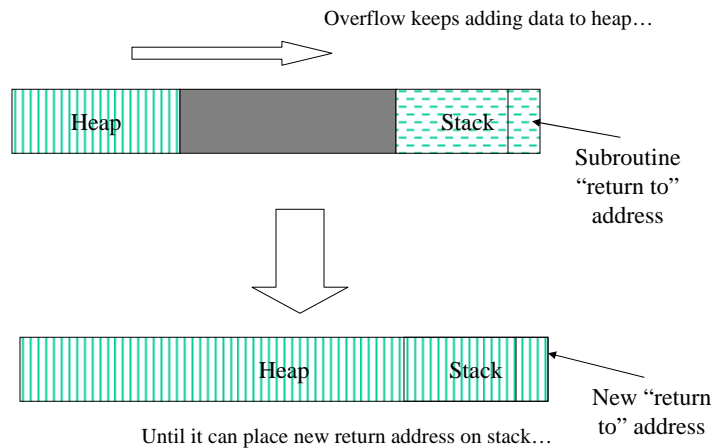 Overflow keeps adding data to heap…
Heap
Stack
Subroutine
“return to”
address
Heap
Stack
New “return
to” address
Until it can place new return address on stack…